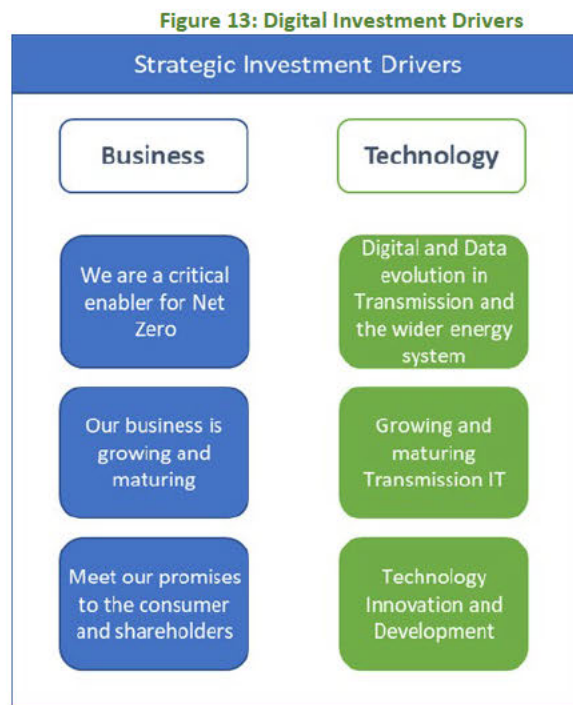 Figure 13: Digital Investment Drivers
Strategic Investment Drivers
Business
Technology
We are a critical
enabler for Net
Zero
Digital and Data
evolution in
Transmission and
the wider energy
system
Our business is
growing and
maturing
Growing and
maturing
Transmission IT
Meet our promises
to the consumer
and shareholders
Technology
Innovation and
Development